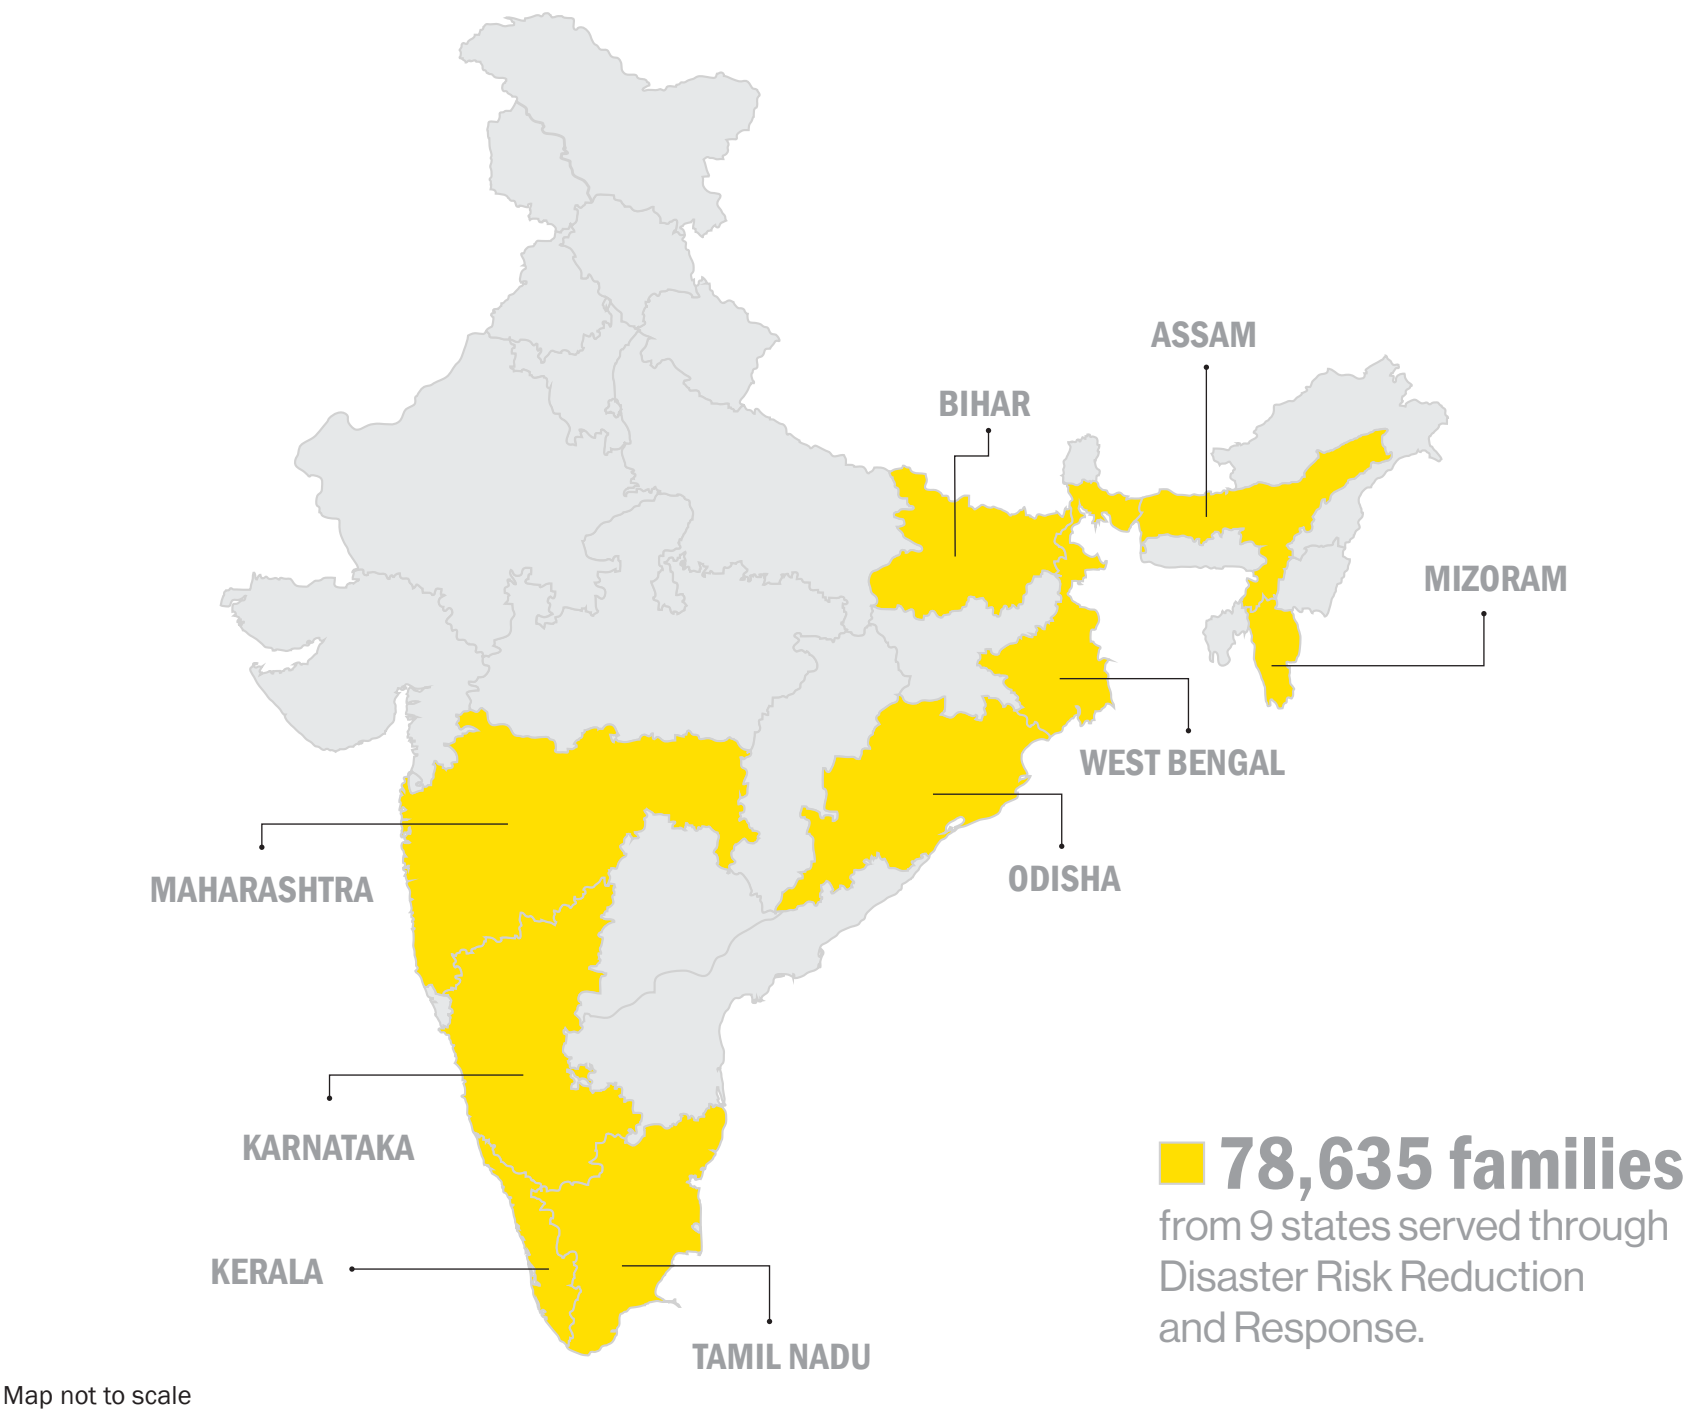 ASSAM
BIHAR
MIZORAM
WEST BENGAL
ODISHA
MAHARASHTRA
KARNATAKA
KERALA
TAMIL NADU
78,635 families
from 9 states served through
Disaster Risk Reduction
and Response.
Map not to scale